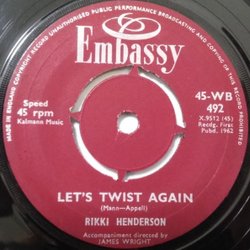 UNAUTHORISED PUBLIC PERFORMANCE BROADCASTING AND COPYING OF THIS RECORD PROHIBITED
MADE IN ENGLAND COPYRIGHT RECORD
Embassy
45-WB
492
Speed
45 rpm
Kalmann Music
X.9512 (45)
Recdg. First
Pubd. 1962
LET'S TWIST AGAIN
(Mann—Appell)
RIKKI HENDERSON
Accompaniment directed by
JAMES WRIGHT